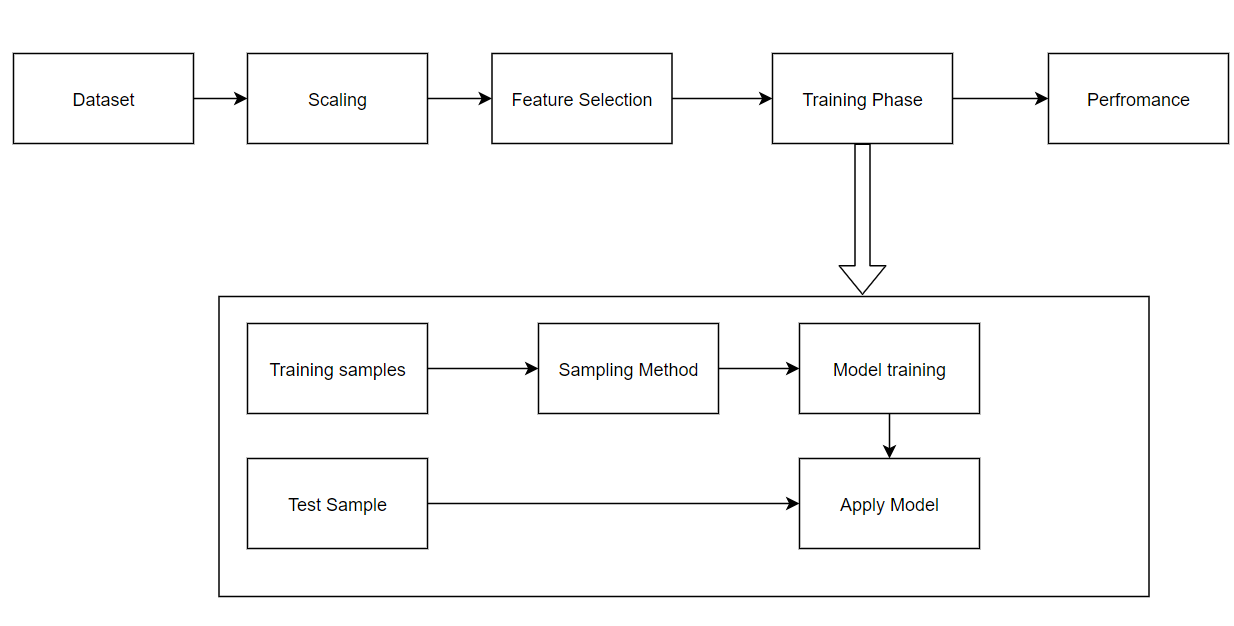 Dataset
Scaling
Feature Selection
Training Phase
Perfromance
Training samples
Sampling Method
Model training
Test Sample
Apply Model